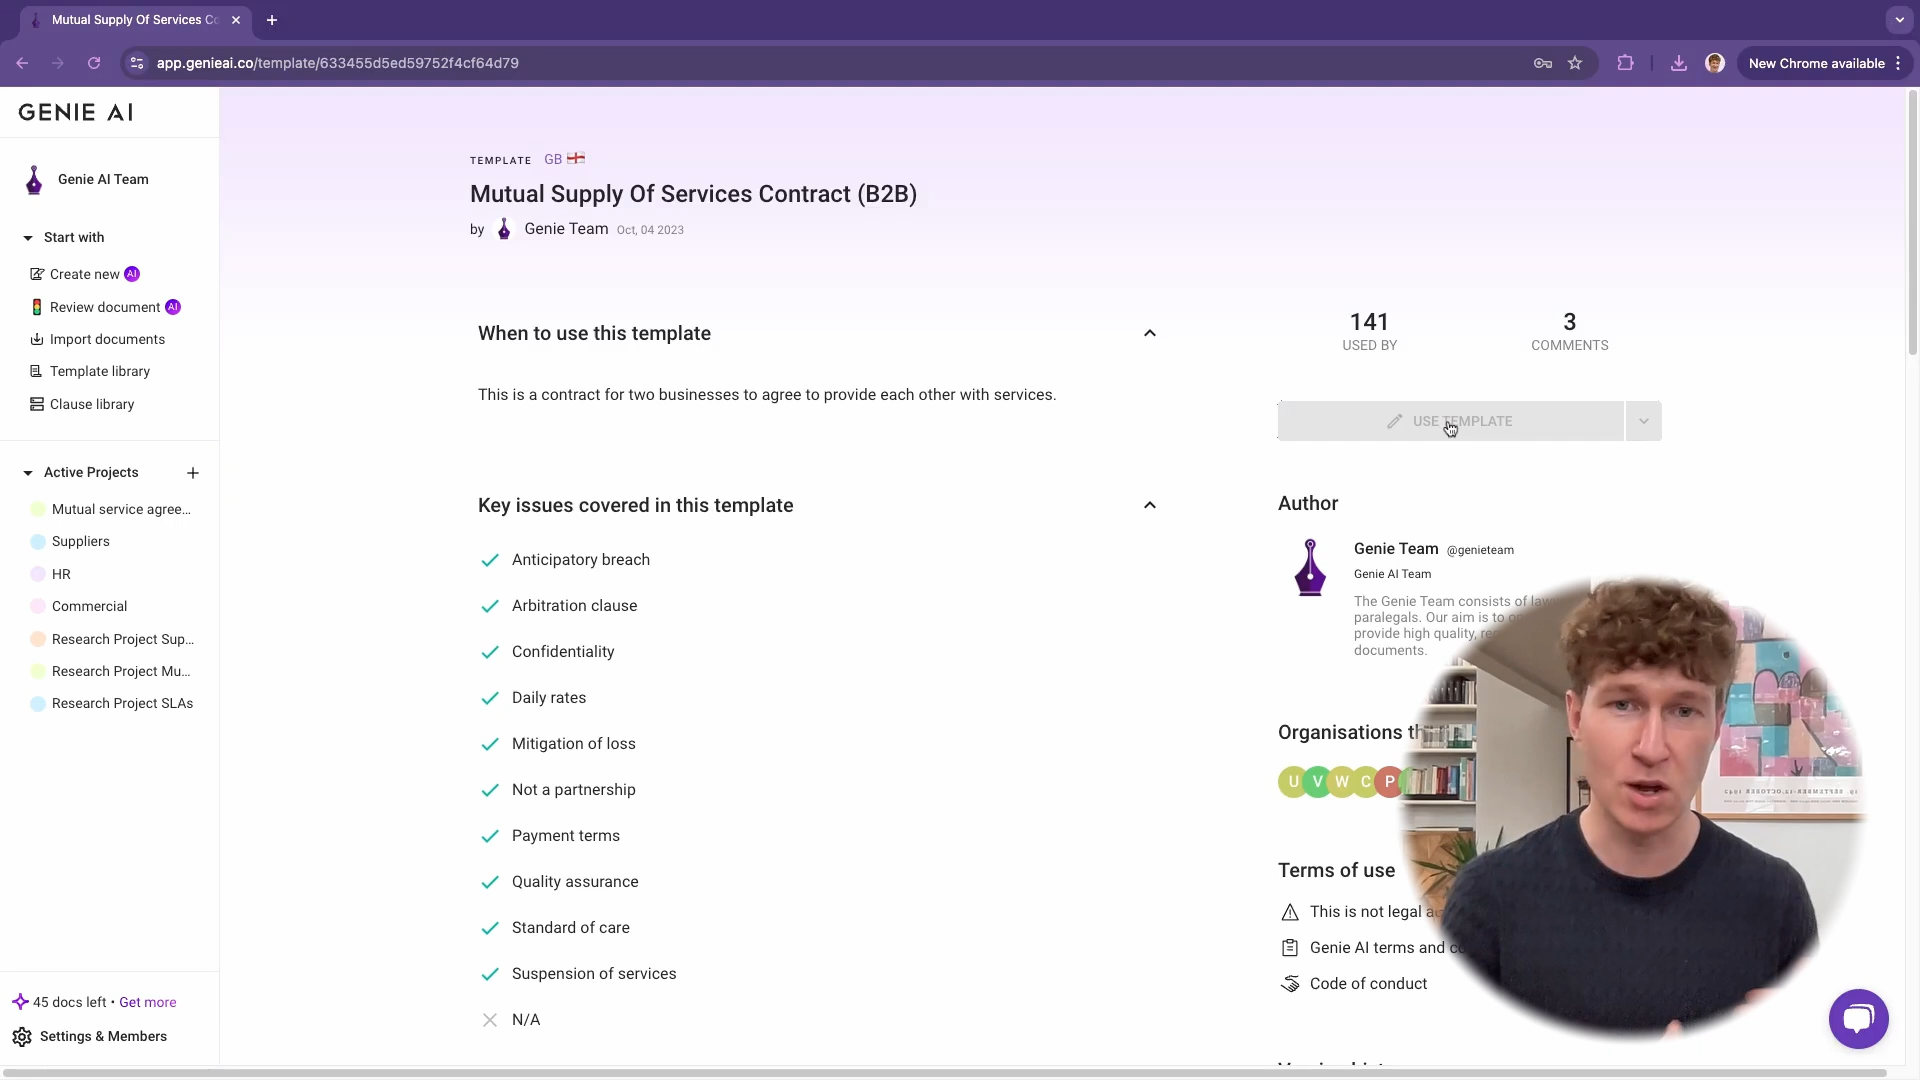 Mutual Supply Of Services Co
app.genieai.co/template/633455d5ed59752f4cf64d79
New Chrome available
GENIE AI
Genie AI Team
Start with
Create new AI
Review document AI
Import documents
Template library
Clause library
Active Projects
Mutual service agree...
Suppliers
HR
Commercial
Research Project Sup...
Research Project Mu...
Research Project SLAs
45 docs left • Get more
Settings & Members
TEMPLATE GB
Mutual Supply Of Services Contract (B2B)
by Genie Team Oct, 04 2023
When to use this template
This is a contract for two businesses to agree to provide each other with services.
Key issues covered in this template
Anticipatory breach
Arbitration clause
Confidentiality
Daily rates
Mitigation of loss
Not a partnership
Payment terms
Quality assurance
Standard of care
Suspension of services
N/A
141
USED BY
3
COMMENTS
USE TEMPLATE
Author
Genie Team @genieteam
Genie AI Team
The Genie Team consists of
paralegals. Our aim is to
provide high quality,
documents.
Organisations
U V W C P
Terms of use
This is not legal
Genie AI terms and
Code of conduct